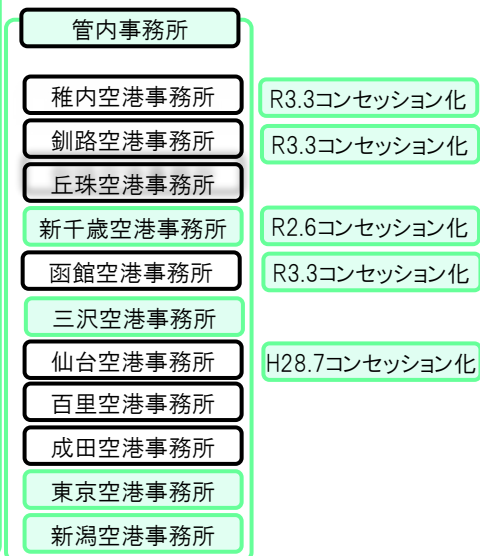 管内事務所
稚内空港事務所 R3.3コンセッション化
釧路空港事務所 R3.3コンセッション化
丘珠空港事務所
新千歳空港事務所 R2.6コンセッション化
函館空港事務所 R3.3コンセッション化
三沢空港事務所
仙台空港事務所 H28.7コンセッション化
百里空港事務所
成田空港事務所
東京空港事務所
新潟空港事務所